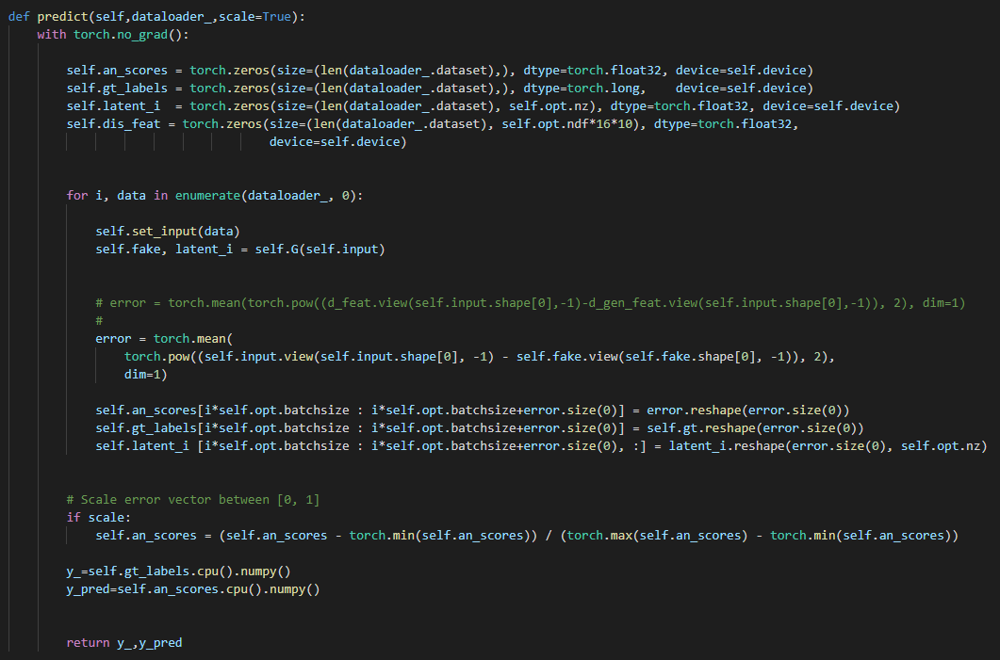 def predict(self,dataloader_,scale=True):
    with torch.no_grad():
        self.an_scores = torch.zeros(size=(len(dataloader_.dataset),), dtype=torch.float32, device=self.device)
        self.gt_labels = torch.zeros(size=(len(dataloader_.dataset),), dtype=torch.long,    device=self.device)
        self.latent_i  = torch.zeros(size=(len(dataloader_.dataset), self.opt.nz), dtype=torch.float32, device=self.device)
        self.dis_feat = torch.zeros(size=(len(dataloader_.dataset), self.opt.ndf*16*10), dtype=torch.float32,
                                    device=self.device)
        for i, data in enumerate(dataloader_, 0):
            self.set_input(data)
            self.fake, latent_i = self.G(self.input)
            # error = torch.mean(torch.pow((d_feat.view(self.input.shape[0],-1)-d_gen_feat.view(self.input.shape[0],-1)), 2), dim=1)
            #
            error = torch.mean(
                torch.pow((self.input.view(self.input.shape[0], -1) - self.fake.view(self.fake.shape[0], -1)), 2),
                dim=1)
            self.an_scores[i*self.opt.batchsize : i*self.opt.batchsize+error.size(0)] = error.reshape(error.size(0))
            self.gt_labels[i*self.opt.batchsize : i*self.opt.batchsize+error.size(0)] = self.gt.reshape(error.size(0))
            self.latent_i [i*self.opt.batchsize : i*self.opt.batchsize+error.size(0), :] = latent_i.reshape(error.size(0), self.opt.nz)
        # Scale error vector between [0, 1]
        if scale:
            self.an_scores = (self.an_scores - torch.min(self.an_scores)) / (torch.max(self.an_scores) - torch.min(self.an_scores))
        y_=self.gt_labels.cpu().numpy()
        y_pred=self.an_scores.cpu().numpy()
        return y_,y_pred